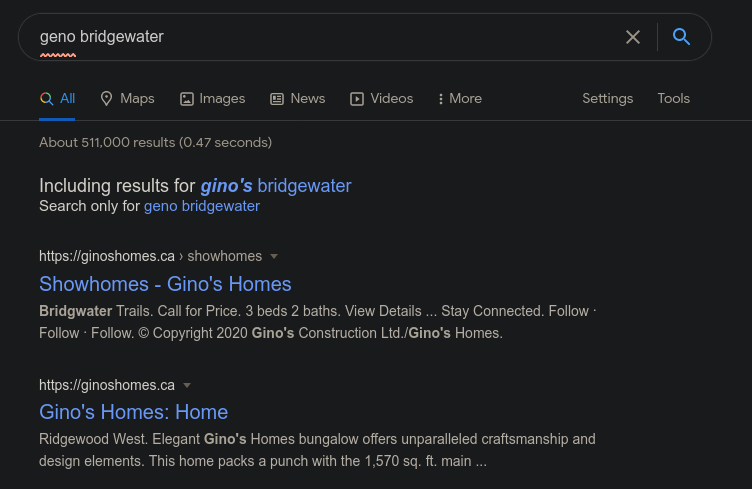 geno bridgewater
All Maps Images News Videos More Settings Tools
About 511,000 results (0.47 seconds)
Including results for gino's bridgewater
Search only for geno bridgewater
https://ginoshomes.ca › showhomes
Showhomes - Gino's Homes
Bridgwater Trails. Call for Price. 3 beds 2 baths. View Details ... Stay Connected. Follow ·
Follow · Follow. © Copyright 2020 Gino's Construction Ltd./Gino's Homes.
https://ginoshomes.ca
Gino's Homes: Home
Ridgewood West. Elegant Gino's Homes bungalow offers unparalleled craftsmanship and
design elements. This home packs a punch with the 1,570 sq. ft. main ...